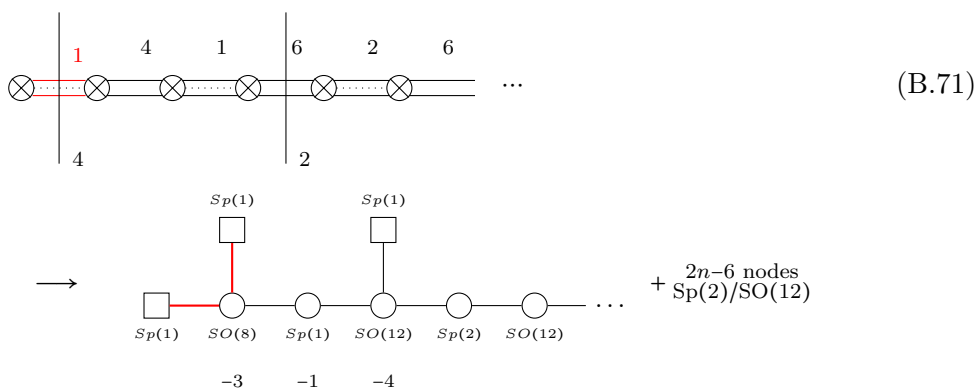 1 4 1 6 2 6
...
(B.71)
4 2
Sp(1) Sp(1)
⟶
...
+ 2n–6 nodes
Sp(2)/SO(12)
Sp(1) SO(8) Sp(1) SO(12) Sp(2) SO(12)
–3 –1 –4